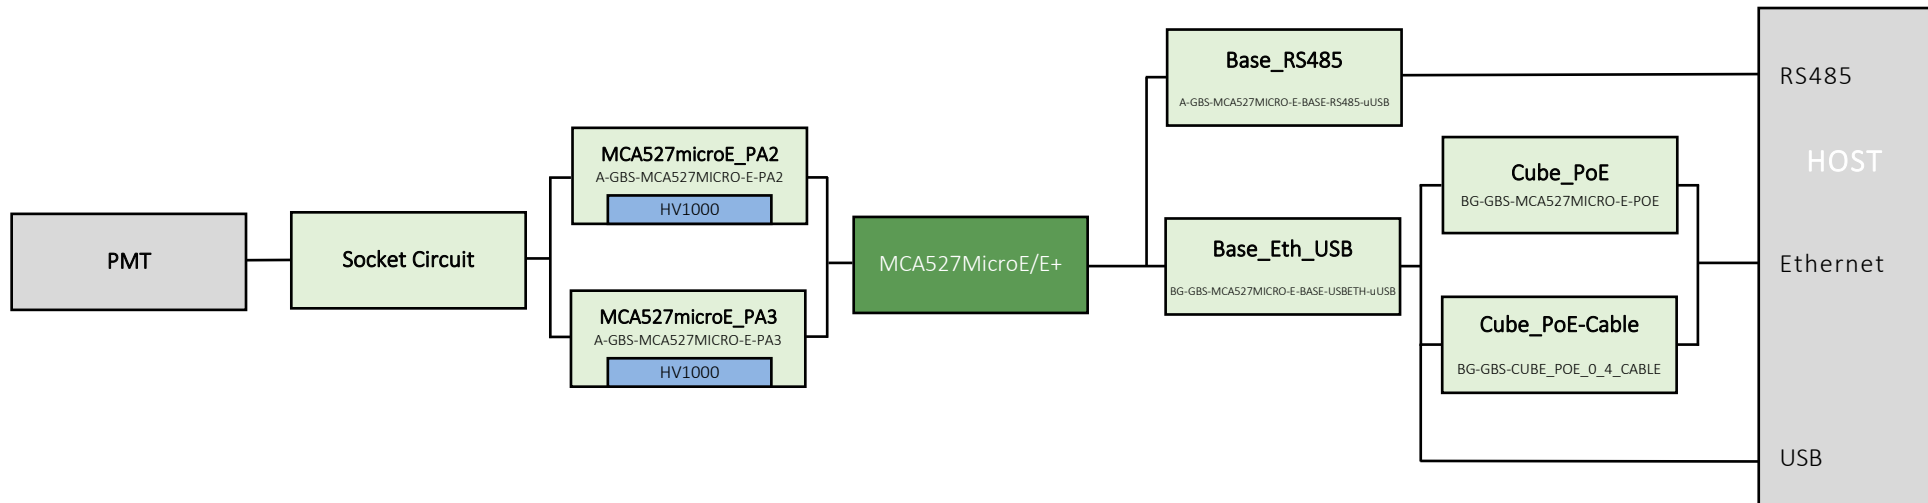 PMT
Socket Circuit
MCA527microE_PA2
A-GBS-MCA527MICRO-E-PA2
HV1000
MCA527microE_PA3
A-GBS-MCA527MICRO-E-PA3
HV1000
MCA527MicroE/E+
Base_RS485
A-GBS-MCA527MICRO-E-BASE-RS485-uUSB
Base_Eth_USB
BG-GBS-MCA527MICRO-E-BASE-USBETH-uUSB
Cube_PoE
BG-GBS-MCA527MICRO-E-POE
Cube_PoE-Cable
BG-GBS-CUBE_POE_0_4_CABLE
RS485
HOST
Ethernet
USB